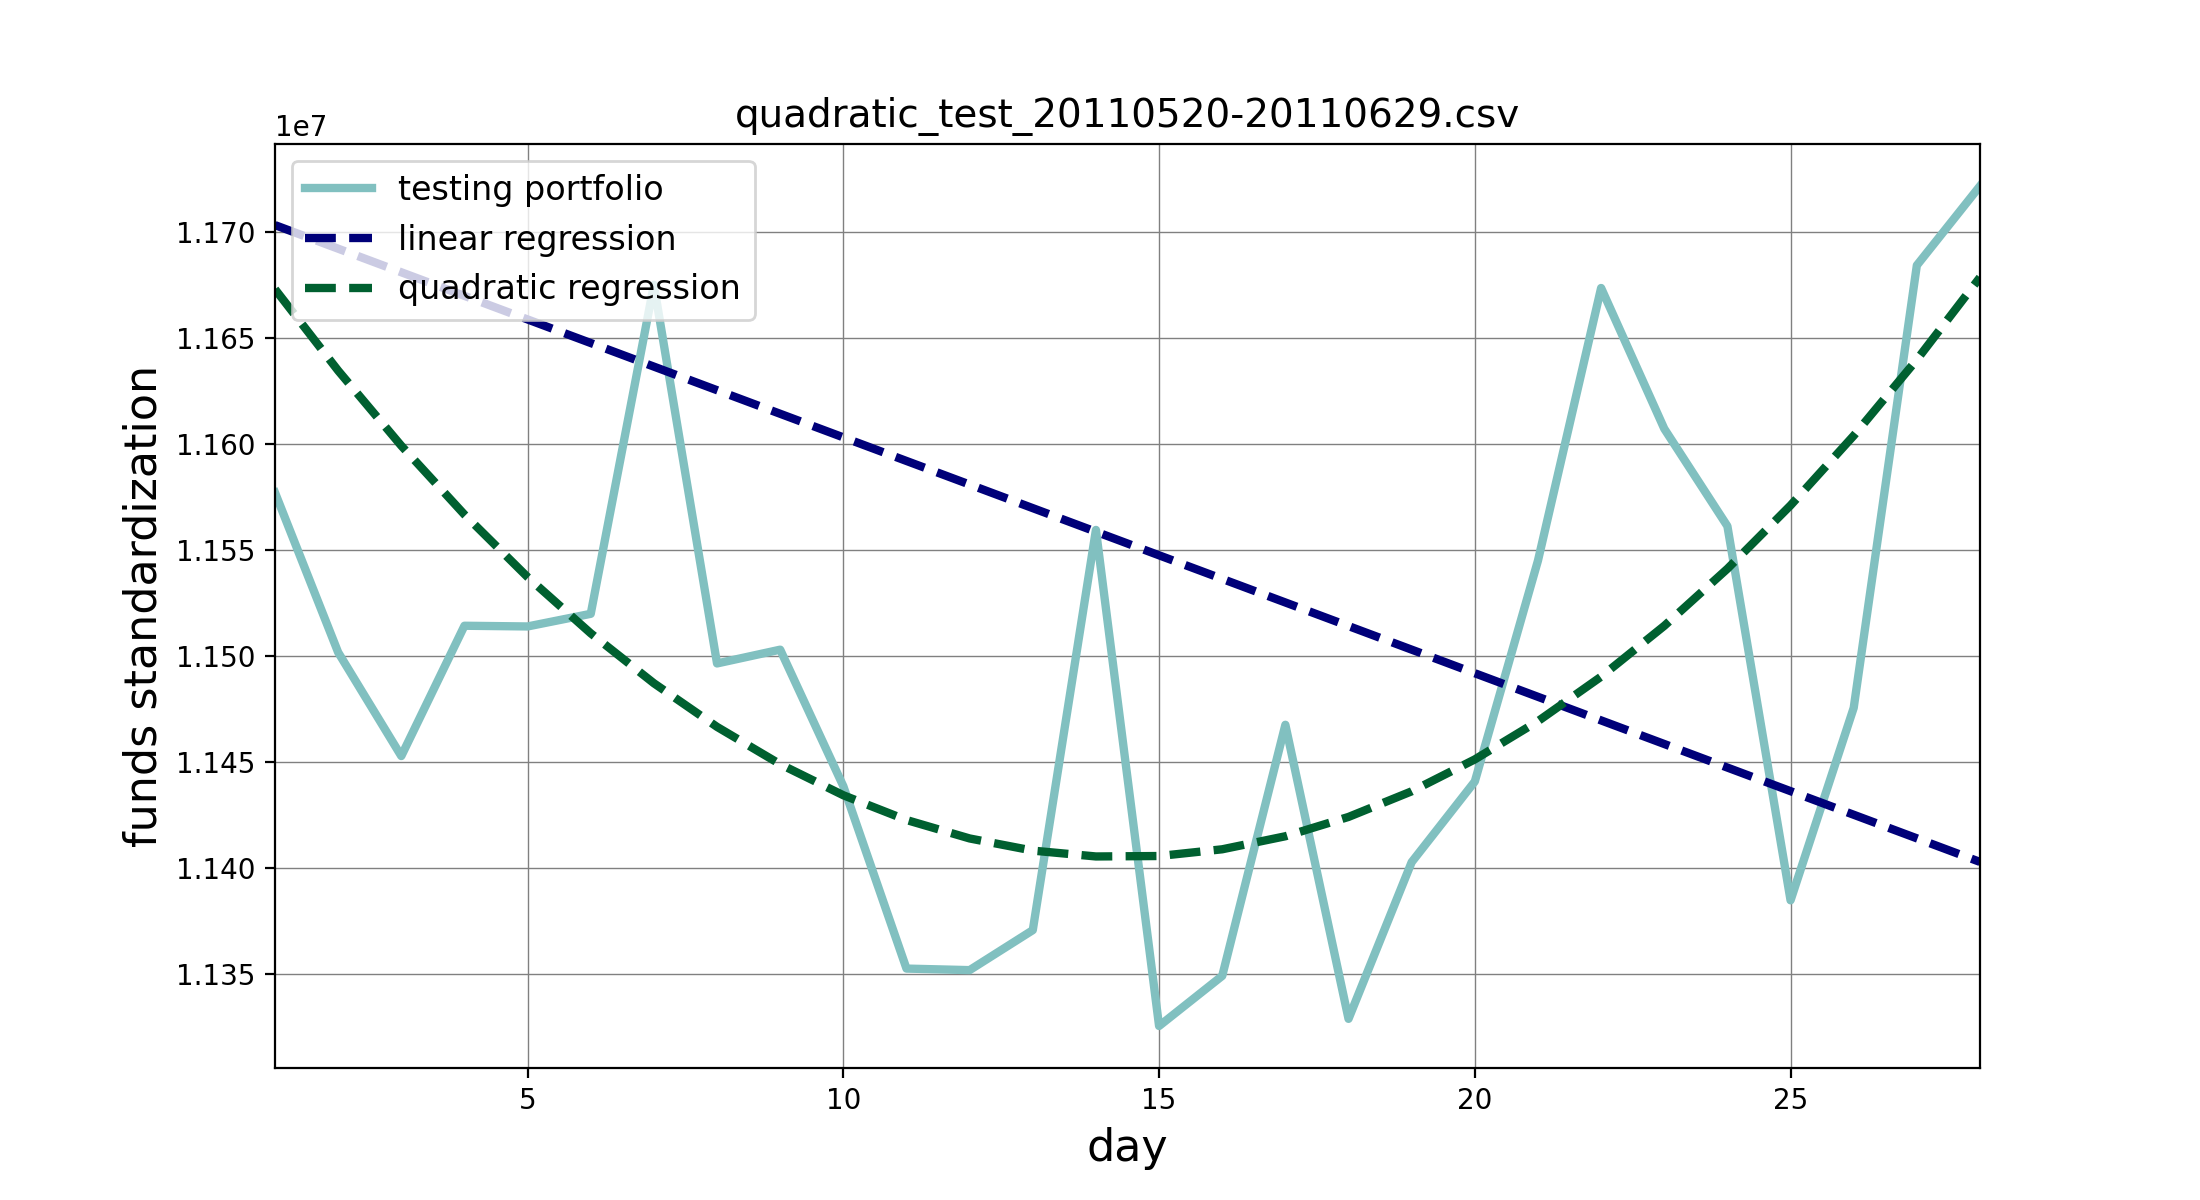 quadratic_test_20110520-20110629.csv
1e7
testing portfolio
linear regression
quadratic regression
1.170
1.165
1.160
1.155
1.150
1.145
1.140
1.135
funds standardization
5 10 15 20 25
day